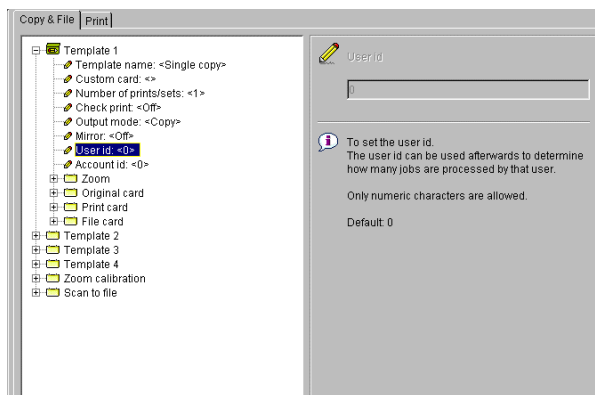 Copy & File
Print
Template 1
Template name: <Single copy>
Custom card: <>
Number of prints/sets: <1>
Check print: <Off>
Output mode: <Copy>
Mirror: <Off>
User id: <0>
Account id: <0>
Zoom
Original card
Print card
File card
Template 2
Template 3
Template 4
Zoom calibration
Scan to file
User id
0
To set the user id.
The user id can be used afterwards to determine
how many jobs are processed by that user.
Only numeric characters are allowed.
Default: 0